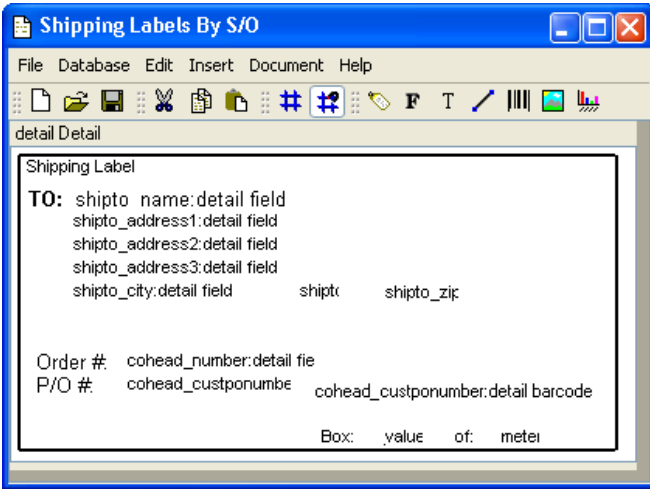 Shipping Labels By S/O
File Database Edit Insert Document Help
F T
detail Detail
Shipping Label
TO: shipto_name:detail field
shipto_address1:detail field
shipto_address2:detail field
shipto_address3:detail field
shipto_city:detail field shipto shipto_zip
Order #: cohead_number:detail fie
P/O #: cohead_custponumbe cohead_custponumber:detail barcode
Box: value of: meter